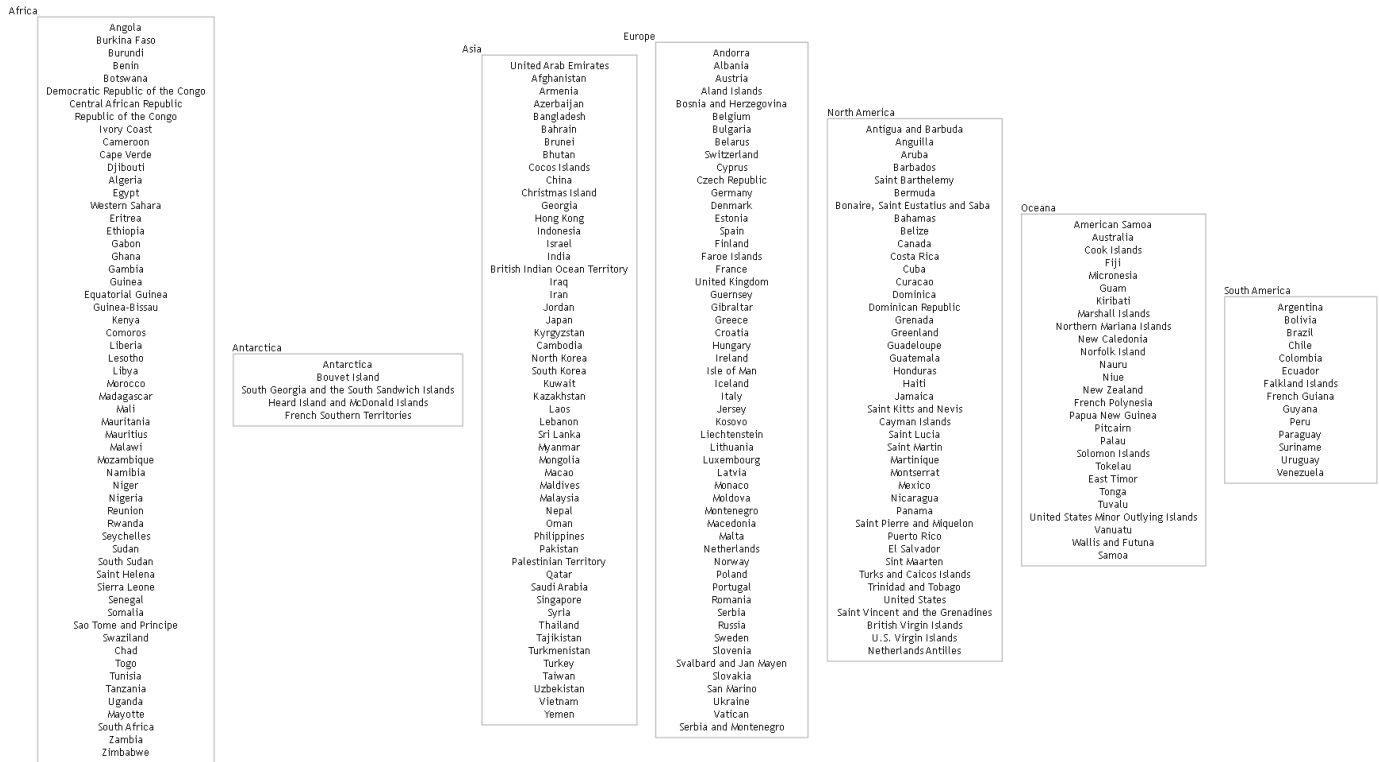 Africa
Angola
Burkina Faso
Burundi
Benin
Botswana
Democratic Republic of the Congo
Central African Republic
Republic of the Congo
Ivory Coast
Cameroon
Cape Verde
Djibouti
Algeria
Egypt
Western Sahara
Eritrea
Ethiopia
Gabon
Ghana
Gambia
Guinea
Equatorial Guinea
Guinea-Bissau
Kenya
Comoros
Liberia
Lesotho
Libya
Morocco
Madagascar
Mali
Mauritania
Mauritius
Malawi
Mozambique
Namibia
Niger
Nigeria
Reunion
Rwanda
Seychelles
Sudan
South Sudan
Saint Helena
Sierra Leone
Senegal
Somalia
Sao Tome and Principe
Swaziland
Chad
Togo
Tunisia
Tanzania
Uganda
Mayotte
South Africa
Zambia
Zimbabwe
Antarctica
Antarctica
Bouvet Island
South Georgia and the South Sandwich Islands
Heard Island and McDonald Islands
French Southern Territories
Asia
United Arab Emirates
Afghanistan
Armenia
Azerbaijan
Bangladesh
Bahrain
Brunei
Bhutan
Cocos Islands
China
Christmas Island
Georgia
Hong Kong
Indonesia
Israel
India
British Indian Ocean Territory
Iraq
Iran
Jordan
Japan
Kyrgyzstan
Cambodia
North Korea
South Korea
Kuwait
Kazakhstan
Laos
Lebanon
Sri Lanka
Myanmar
Mongolia
Macao
Maldives
Malaysia
Nepal
Oman
Philippines
Pakistan
Palestinian Territory
Qatar
Saudi Arabia
Singapore
Syria
Thailand
Tajikistan
Turkmenistan
Turkey
Taiwan
Uzbekistan
Vietnam
Yemen
Europe
Andorra
Albania
Austria
Aland Islands
Bosnia and Herzegovina
Belgium
Bulgaria
Belarus
Switzerland
Cyprus
Czech Republic
Germany
Denmark
Estonia
Spain
Finland
Faroe Islands
France
United Kingdom
Guernsey
Gibraltar
Greece
Croatia
Hungary
Ireland
Isle of Man
Iceland
Italy
Jersey
Kosovo
Liechtenstein
Lithuania
Luxembourg
Latvia
Monaco
Moldova
Montenegro
Macedonia
Malta
Netherlands
Norway
Poland
Portugal
Romania
Serbia
Russia
Sweden
Slovenia
Svalbard and Jan Mayen
Slovakia
San Marino
Ukraine
Vatican
Serbia and Montenegro
North America
Antigua and Barbuda
Anguilla
Aruba
Barbados
Saint Barthelemy
Bermuda
Bonaire, Saint Eustatius and Saba
Bahamas
Belize
Canada
Costa Rica
Cuba
Curacao
Dominica
Dominican Republic
Grenada
Greenland
Guadeloupe
Guatemala
Honduras
Haiti
Jamaica
Saint Kitts and Nevis
Cayman Islands
Saint Lucia
Saint Martin
Martinique
Montserrat
Mexico
Nicaragua
Panama
Saint Pierre and Miquelon
Puerto Rico
El Salvador
Sint Maarten
Turks and Caicos Islands
Trinidad and Tobago
United States
Saint Vincent and the Grenadines
British Virgin Islands
U.S. Virgin Islands
Netherlands Antilles
Oceana
American Samoa
Australia
Cook Islands
Fiji
Micronesia
Guam
Kiribati
Marshall Islands
Northern Mariana Islands
New Caledonia
Norfolk Island
Nauru
Niue
New Zealand
French Polynesia
Papua New Guinea
Pitcairn
Palau
Solomon Islands
Tokelau
East Timor
Tonga
Tuvalu
United States Minor Outlying Islands
Vanuatu
Wallis and Futuna
Samoa
South America
Argentina
Bolivia
Brazil
Chile
Colombia
Ecuador
Falkland Islands
French Guiana
Guyana
Peru
Paraguay
Suriname
Uruguay
Venezuela